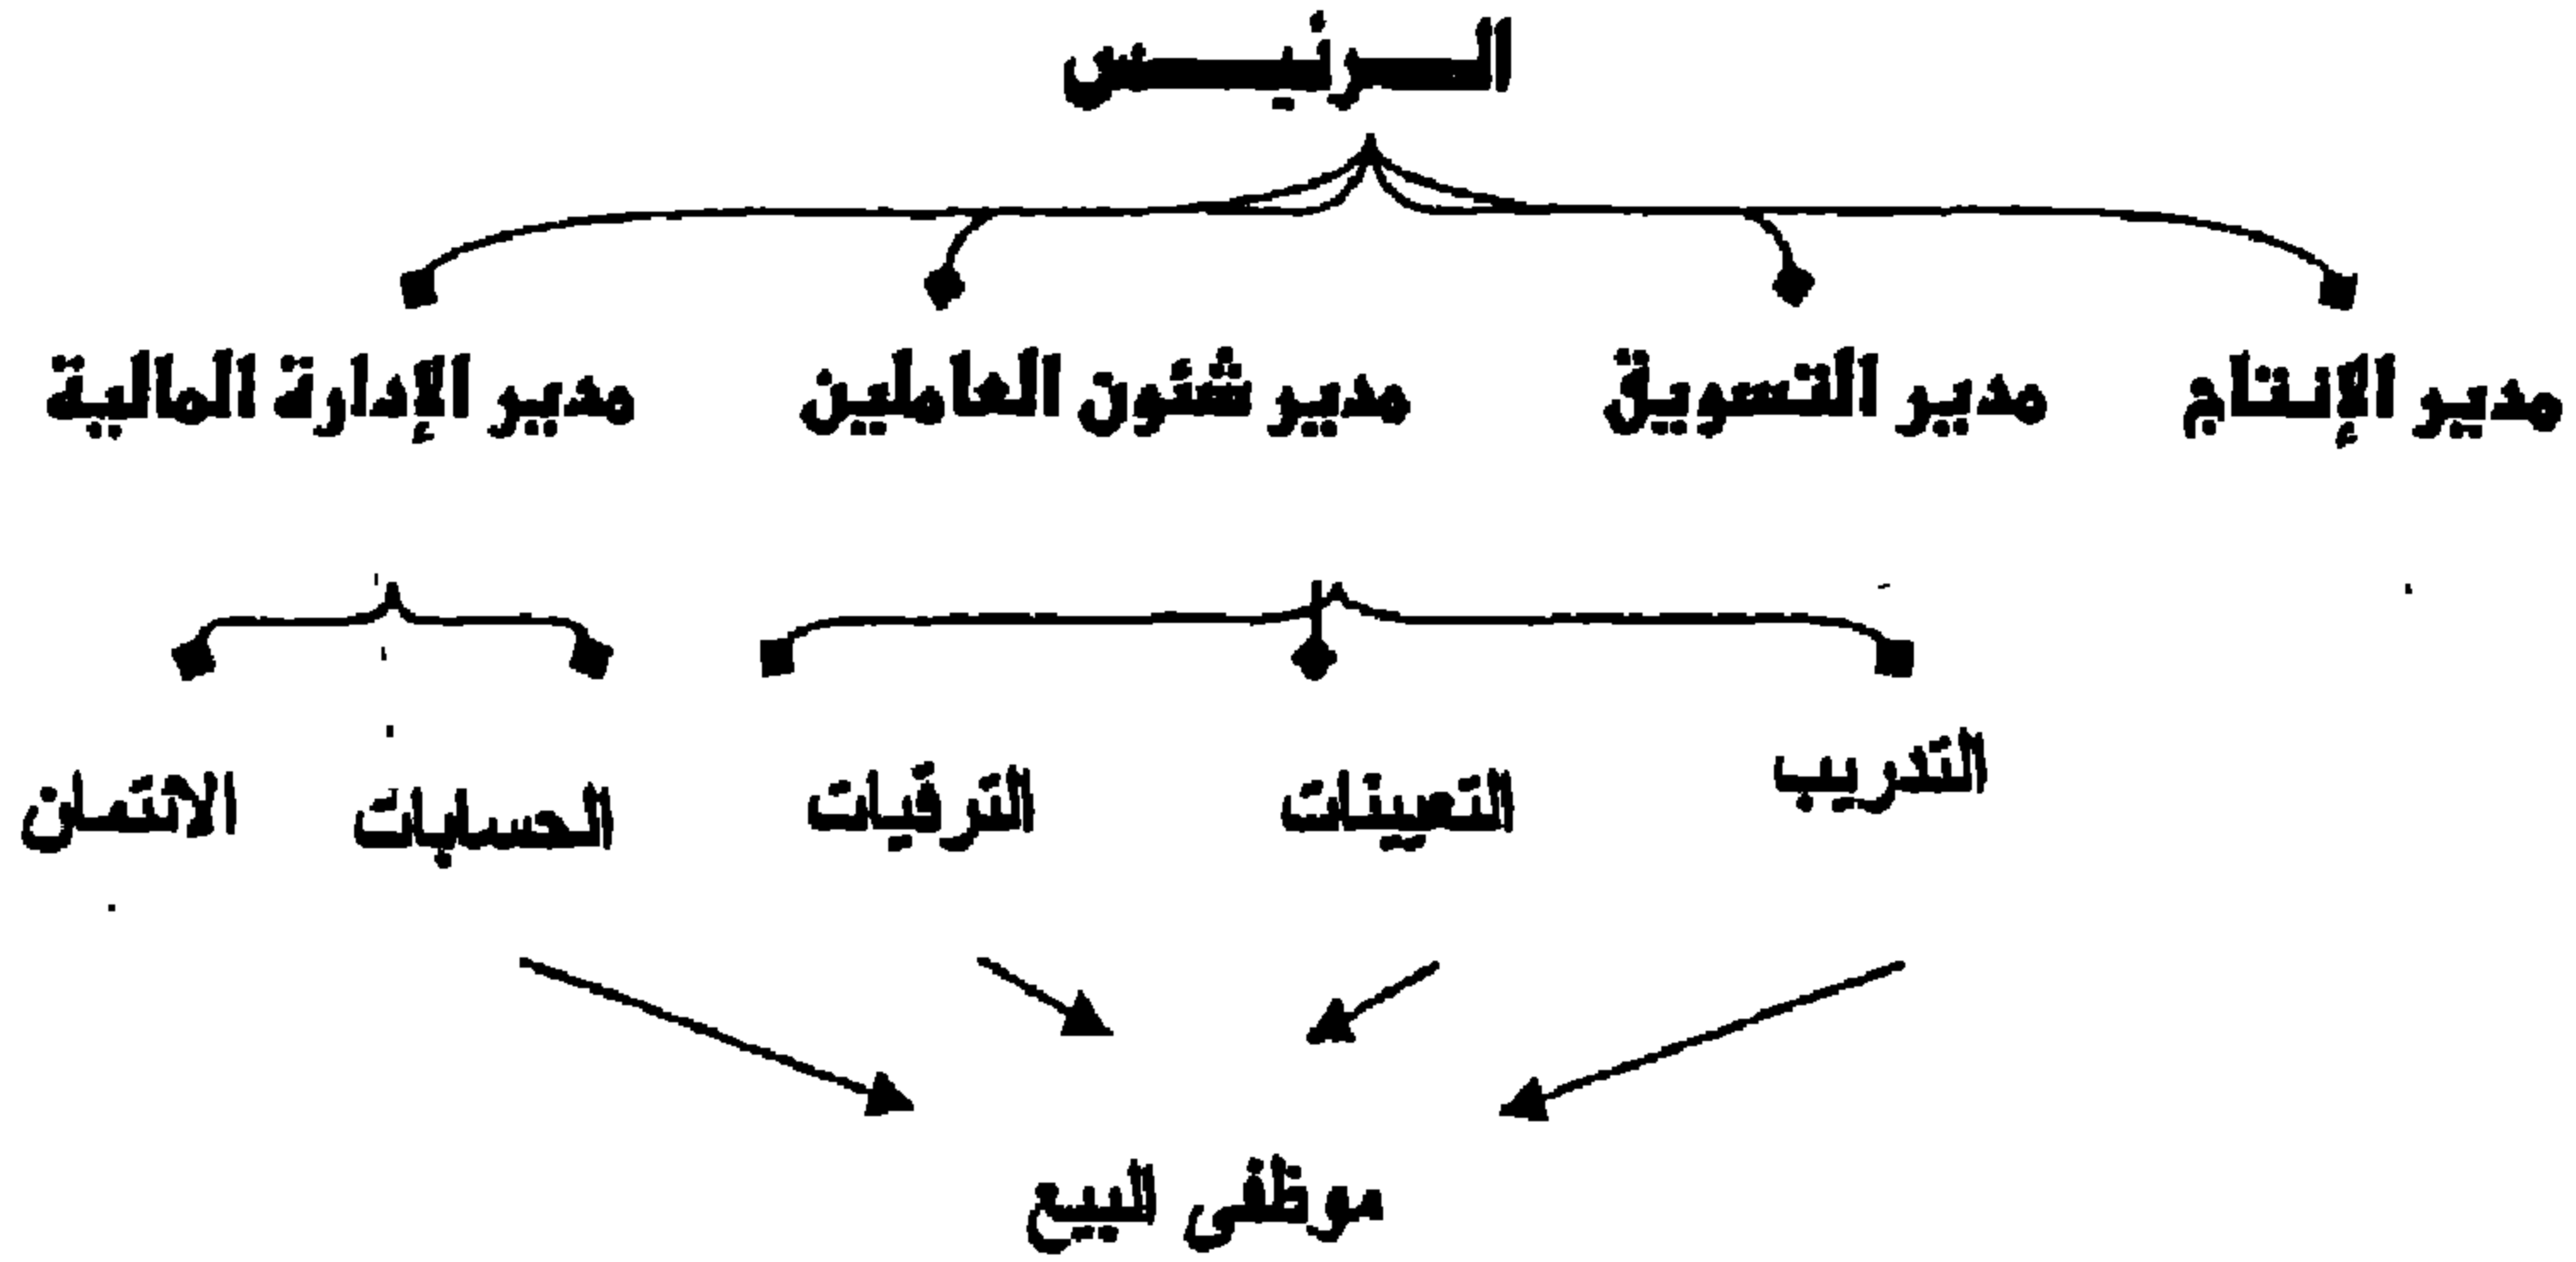 الرئيس
مدير الإنتاج مدير التسويق مدير شئون العاملين مدير الإدارة المالية
التدريب التعيينات الترقيات الحسابات الائتمان
موظفى البيع